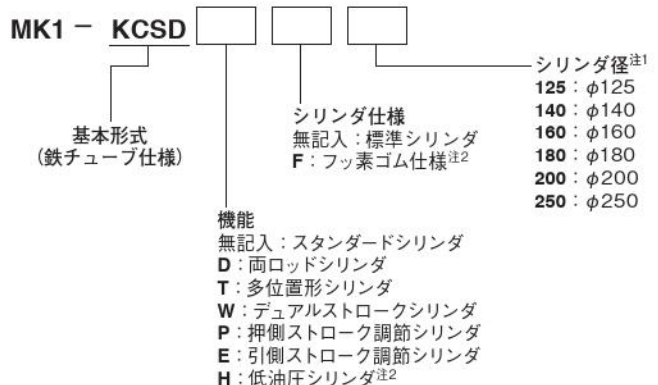 MK1 − KCSD
基本形式
(鉄チューブ仕様)
機能
無記入：スタンダードシリンダ
D：両ロッドシリンダ
T：多位置形シリンダ
W：デュアルストロークシリンダ
P：押側ストローク調節シリンダ
E：引側ストローク調節シリンダ
H：低油圧シリンダ注2
シリンダ仕様
無記入：標準シリンダ
F：フッ素ゴム仕様注2
シリンダ径注1
125：φ125
140：φ140
160：φ160
180：φ180
200：φ200
250：φ250